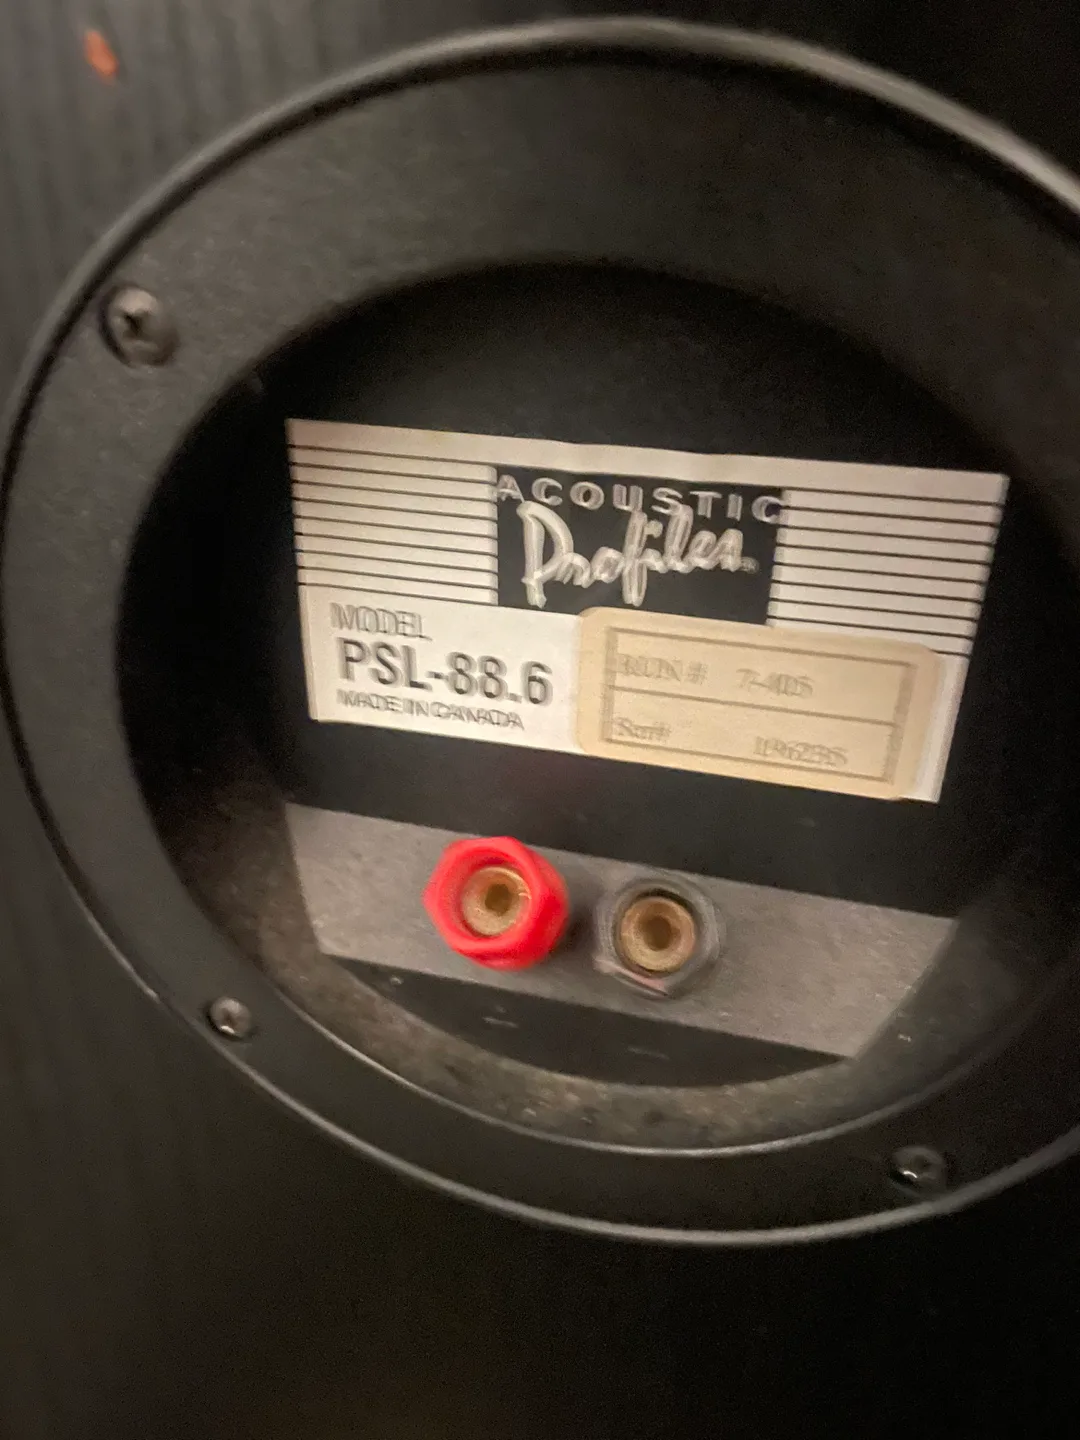 ACOUSTIC
Profiles
MODEL
PSL-88.6
MADE IN CANADA
RUN#
Ser#